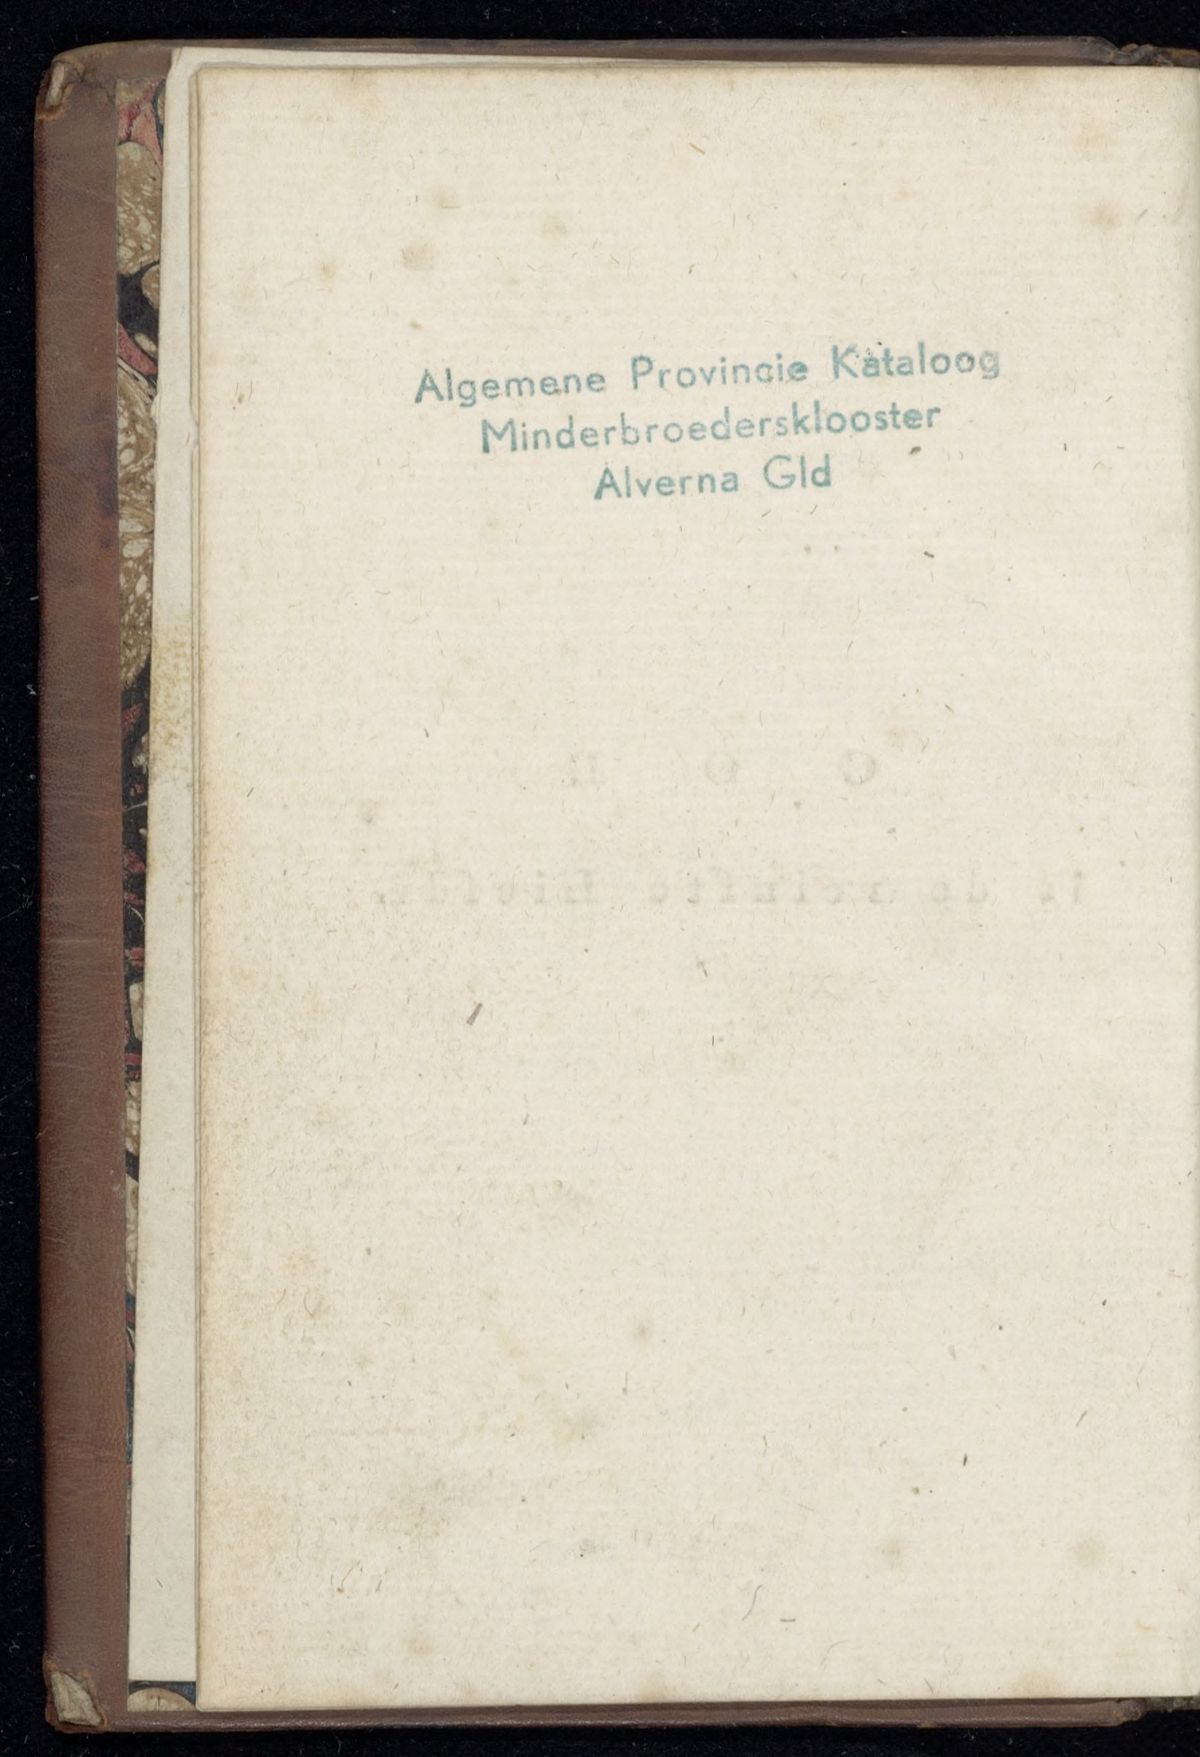 Algemene Provincie Kataloog
Minderbroedersklooster
Alverna Gld